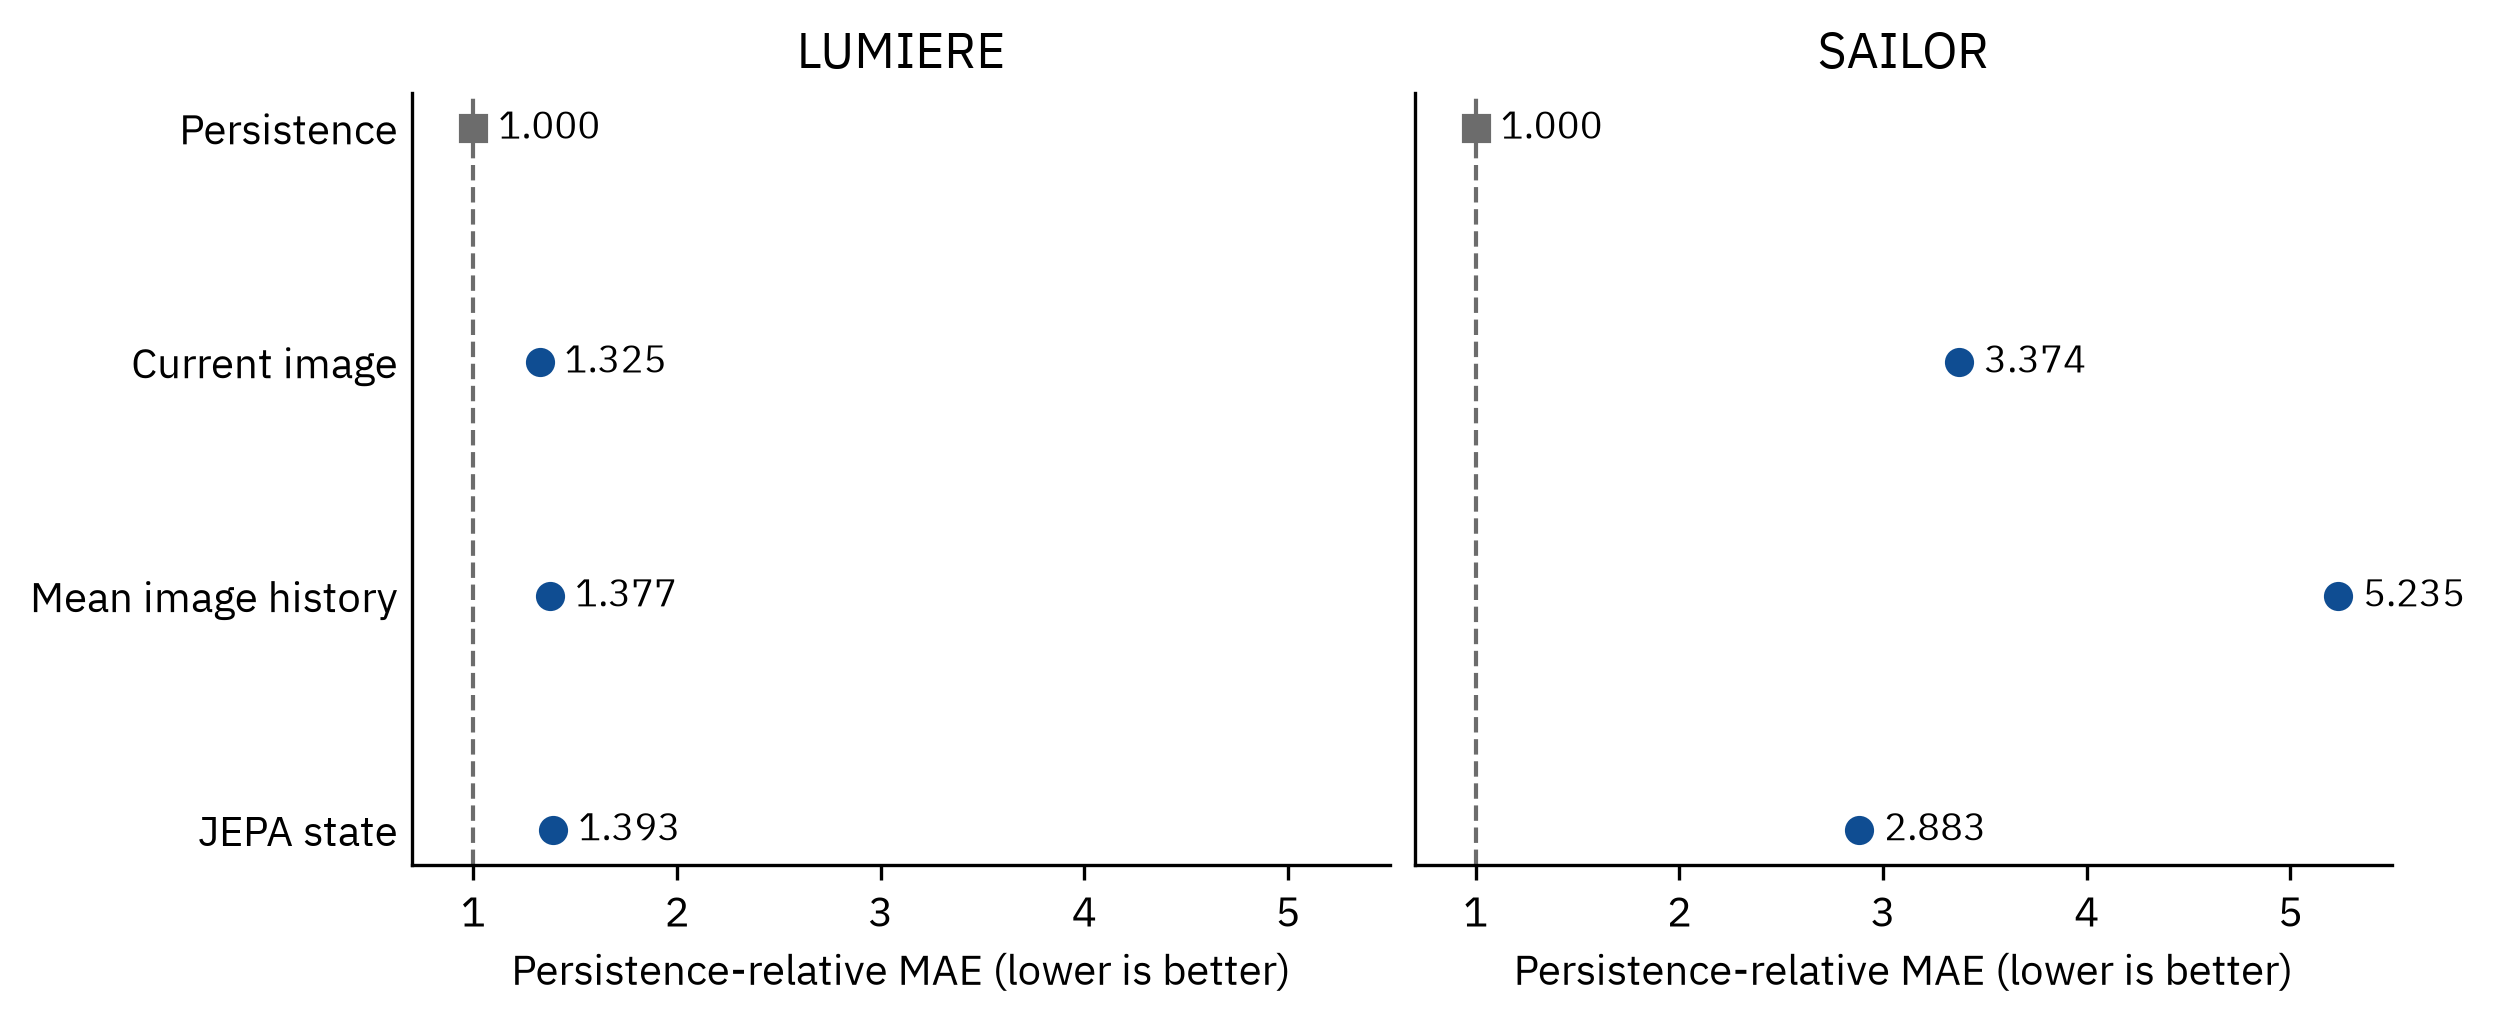 LUMIERE
Persistence
1.000
Current image
1.325
Mean image history
1.377
JEPA state
1.393
1 2 3 4 5
Persistence-relative MAE (lower is better)
SAILOR
1.000
3.374
5.235
2.883
1 2 3 4 5
Persistence-relative MAE (lower is better)